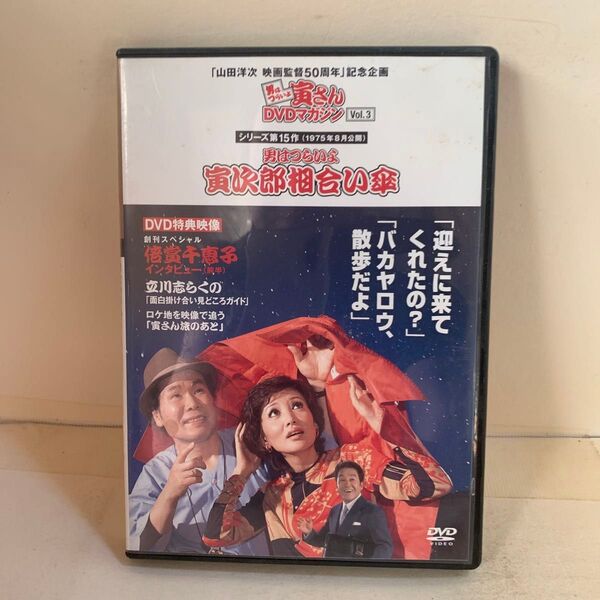 「山田洋次 映画監督50周年」記念企画
男はつらいよ 寅さん
DVDマガジン Vol.3
シリーズ第15作(1975年8月公開)
男はつらいよ
寅次郎相合い傘
DVD特典映像
創刊スペシャル
倍賞千恵子
インタビュー(前半)
立川志らくの
「面白掛け合い見どころガイド」
ロケ地を映像で追う
「寅さん旅のあと」
「迎えに来て
くれたの?」
「バカヤロウ、
散歩だよ」
DVD
VIDEO